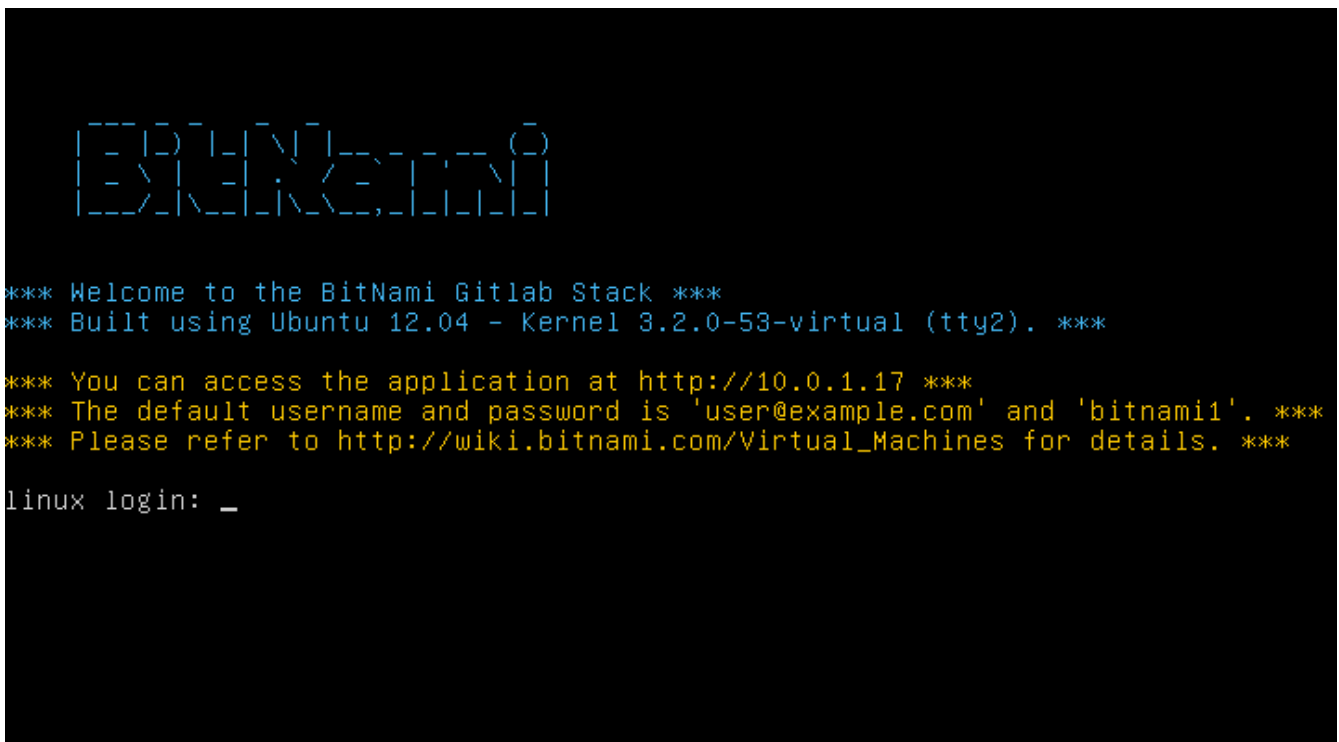 BitNami
*** Welcome to the BitNami Gitlab Stack ***
*** Built using Ubuntu 12.04 - Kernel 3.2.0-53-virtual (tty2). ***
*** You can access the application at http://10.0.1.17 ***
*** The default username and password is 'user@example.com' and 'bitnami1'. ***
*** Please refer to http://wiki.bitnami.com/Virtual_Machines for details. ***
linux login: _